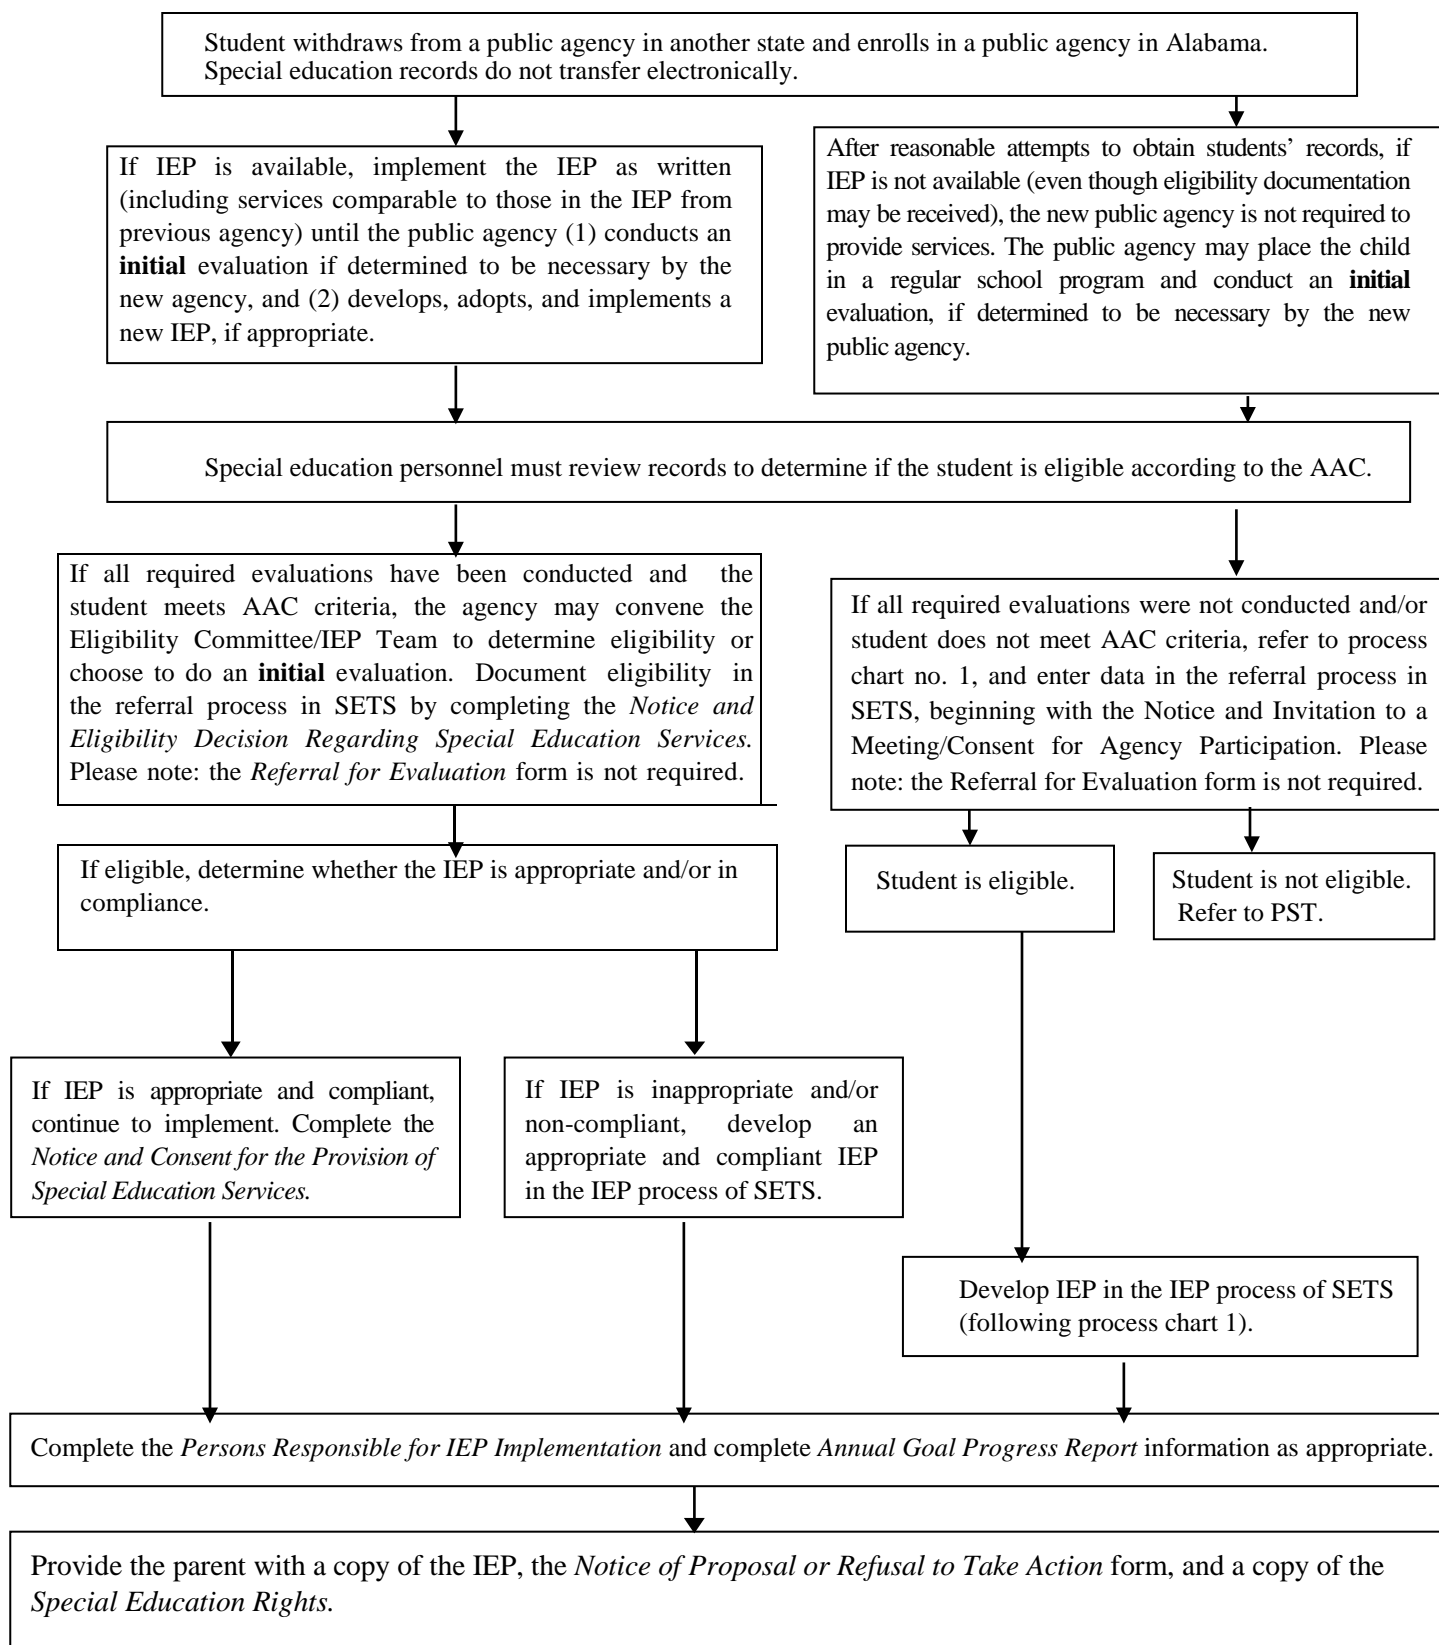 Student withdraws from a public agency in another state and enrolls in a public agency in Alabama.
Special education records do not transfer electronically.
If IEP is available, implement the IEP as written
(including services comparable to those in the IEP from
previous agency) until the public agency (1) conducts an
initial evaluation if determined to be necessary by the
new agency, and (2) develops, adopts, and implements a
new IEP, if appropriate.
After reasonable attempts to obtain students’ records, if
IEP is not available (even though eligibility documentation
may be received), the new public agency is not required to
provide services. The public agency may place the child
in a regular school program and conduct an initial
evaluation, if determined to be necessary by the new
public agency.
Special education personnel must review records to determine if the student is eligible according to the AAC.
If all required evaluations have been conducted and the
student meets AAC criteria, the agency may convene the
Eligibility Committee/IEP Team to determine eligibility or
choose to do an initial evaluation. Document eligibility in
the referral process in SETS by completing the Notice and
Eligibility Decision Regarding Special Education Services.
Please note: the Referral for Evaluation form is not required.
If all required evaluations were not conducted and/or
student does not meet AAC criteria, refer to process
chart no. 1, and enter data in the referral process in
SETS, beginning with the Notice and Invitation to a
Meeting/Consent for Agency Participation. Please
note: the Referral for Evaluation form is not required.
If eligible, determine whether the IEP is appropriate and/or in
compliance.
Student is eligible.
Student is not eligible.
Refer to PST.
If IEP is appropriate and compliant,
continue to implement. Complete the
Notice and Consent for the Provision of
Special Education Services.
If IEP is inappropriate and/or
non-compliant, develop an
appropriate and compliant IEP
in the IEP process of SETS.
Develop IEP in the IEP process of SETS
(following process chart 1).
Complete the Persons Responsible for IEP Implementation and complete Annual Goal Progress Report information as appropriate.
Provide the parent with a copy of the IEP, the Notice of Proposal or Refusal to Take Action form, and a copy of the
Special Education Rights.